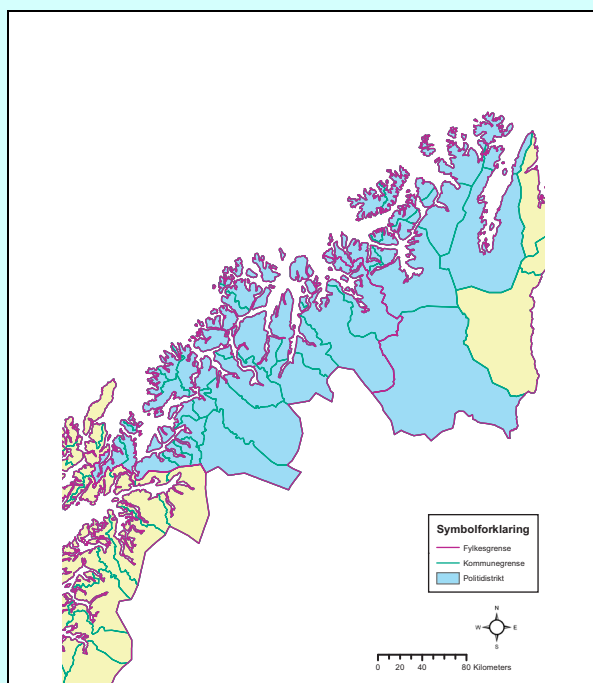 Symbolforklaring
Fylkesgrense
Kommunegrense
Politidistrikt
N
W E
S
0 20 40 80 Kilometers